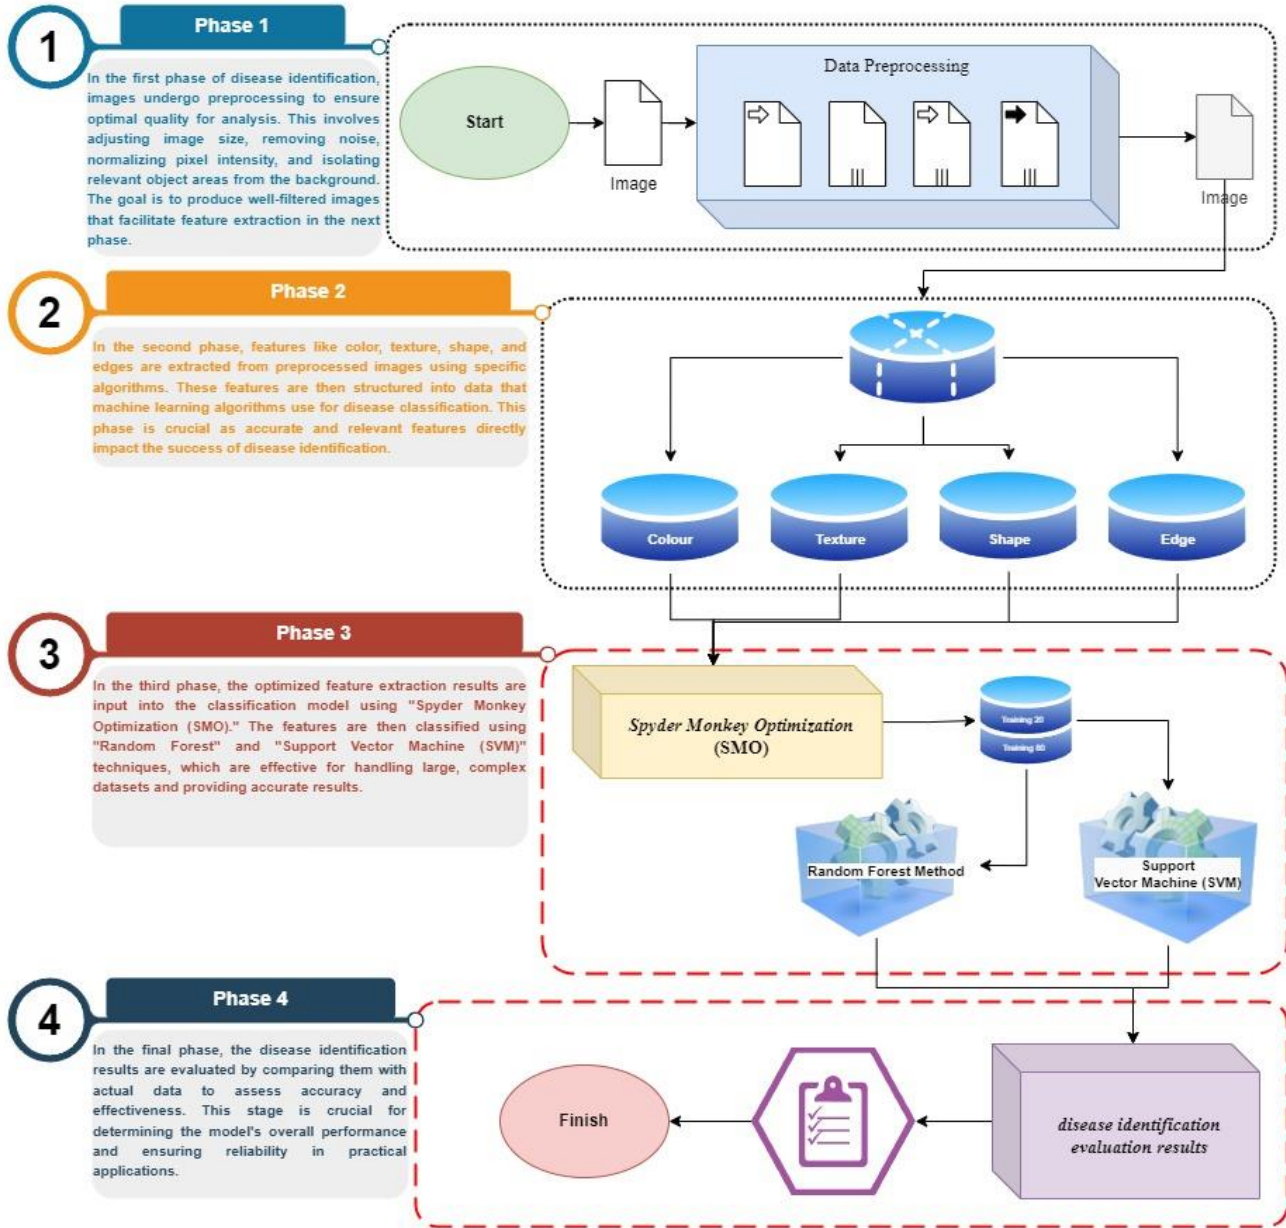 1
Phase 1
In the first phase of disease identification,
images undergo preprocessing to ensure
optimal quality for analysis. This involves
adjusting image size, removing noise,
normalizing pixel intensity, and isolating
relevant object areas from the background.
The goal is to produce well-filtered images
that facilitate feature extraction in the next
phase.
Start
Image
Data Preprocessing
Image
2
Phase 2
In the second phase, features like color, texture, shape, and
edges are extracted from preprocessed images using specific
algorithms. These features are then structured into data that
machine learning algorithms use for disease classification. This
phase is crucial as accurate and relevant features directly
impact the success of disease identification.
Colour
Texture
Shape
Edge
3
Phase 3
In the third phase, the optimized feature extraction results are
input into the classification model using "Spyder Monkey
Optimization (SMO)." The features are then classified using
"Random Forest" and "Support Vector Machine (SVM)"
techniques, which are effective for handling large, complex
datasets and providing accurate results.
Spyder Monkey Optimization
(SMO)
Training 20
Training 80
Random Forest Method
Support
Vector Machine (SVM)
4
Phase 4
In the final phase, the disease identification
results are evaluated by comparing them with
actual data to assess accuracy and
effectiveness. This stage is crucial for
determining the model's overall performance
and ensuring reliability in practical
applications.
Finish
disease identification
evaluation results